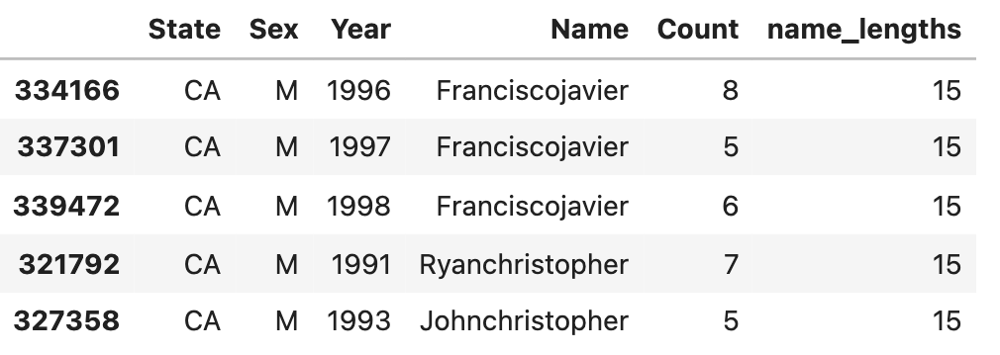 State Sex Year Name Count name_lengths
334166 CA M 1996 Franciscojavier 8 15
337301 CA M 1997 Franciscojavier 5 15
339472 CA M 1998 Franciscojavier 6 15
321792 CA M 1991 Ryanchristopher 7 15
327358 CA M 1993 Johnchristopher 5 15